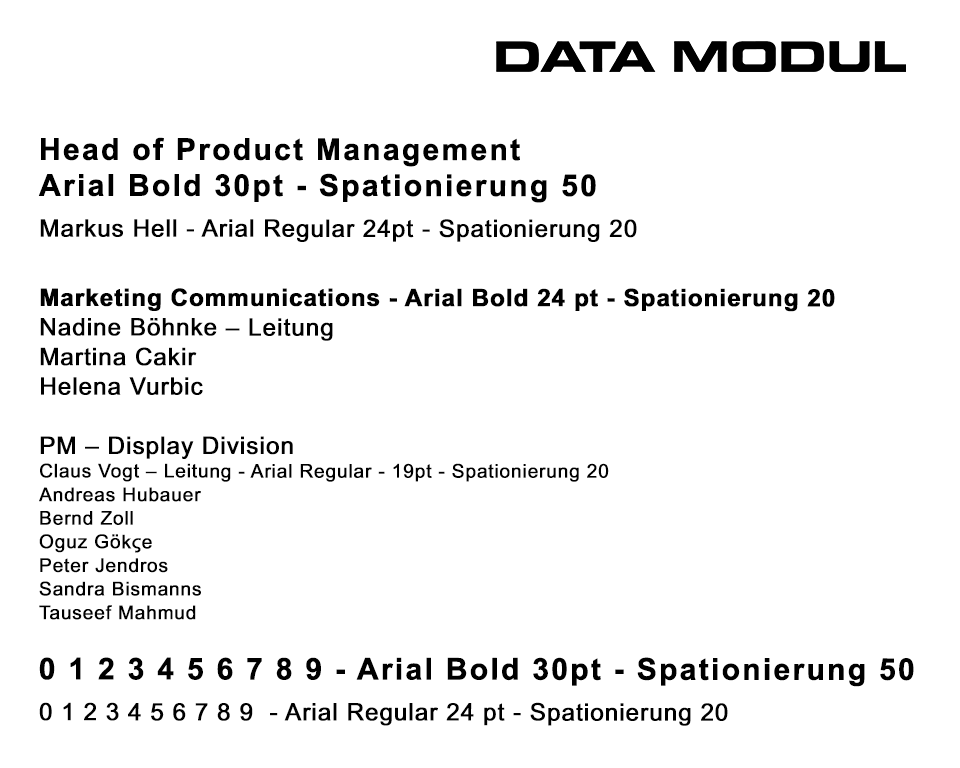 DATA MODUL
Head of Product Management
Arial Bold 30pt - Spationierung 50
Markus Hell - Arial Regular 24pt - Spationierung 20
Marketing Communications - Arial Bold 24 pt - Spationierung 20
Nadine Böhnke – Leitung
Martina Cakir
Helena Vurbic
PM – Display Division
Claus Vogt – Leitung - Arial Regular - 19pt - Spationierung 20
Andreas Hubauer
Bernd Zoll
Oguz Gökçe
Peter Jendros
Sandra Bismanns
Tauseef Mahmud
0 1 2 3 4 5 6 7 8 9 - Arial Bold 30pt - Spationierung 50
0 1 2 3 4 5 6 7 8 9 - Arial Regular 24 pt - Spationierung 20